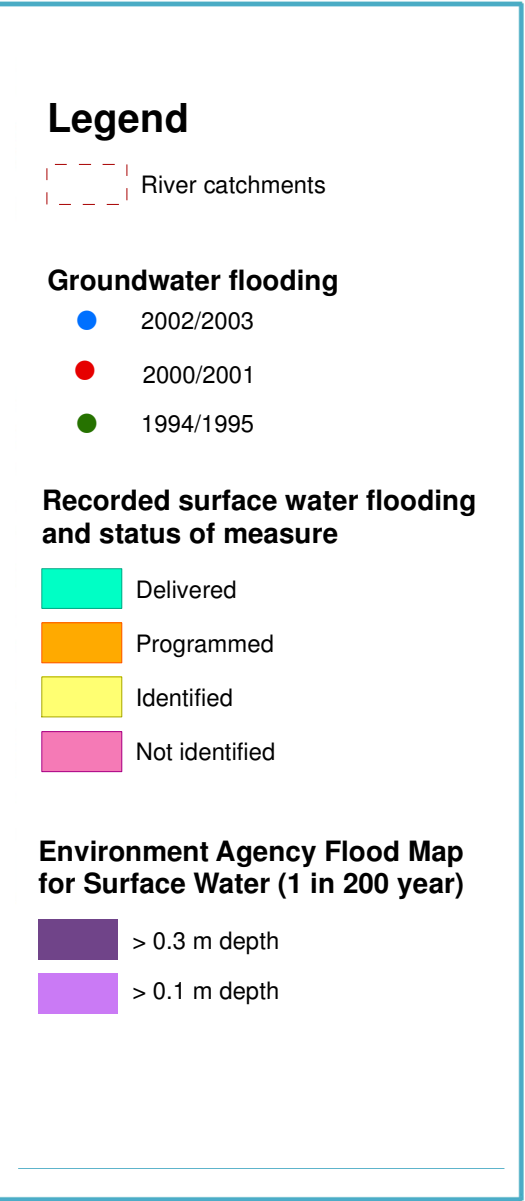 Legend
River catchments
Groundwater flooding
2002/2003
2000/2001
1994/1995
Recorded surface water flooding
and status of measure
Delivered
Programmed
Identified
Not identified
Environment Agency Flood Map
for Surface Water (1 in 200 year)
> 0.3 m depth
> 0.1 m depth